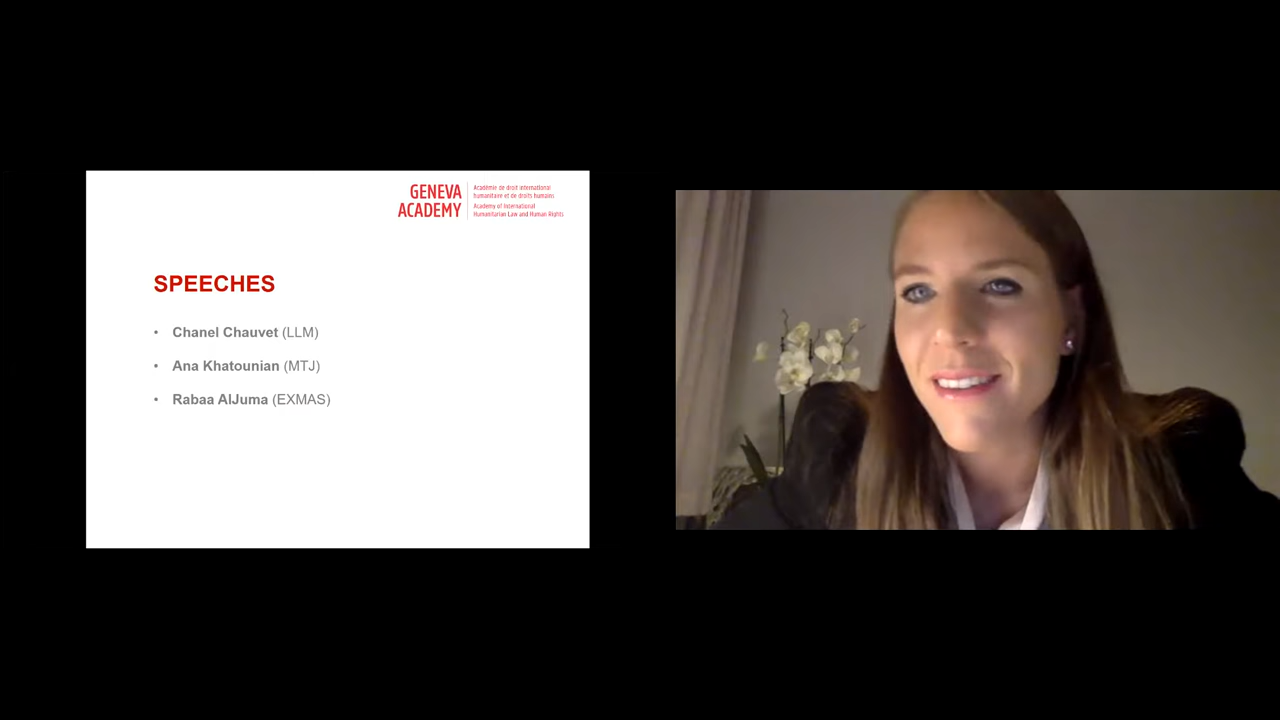 GENEVA
ACADEMY
Académie de droit international
humanitaire et de droits humains
Academy of International
Humanitarian Law and Human Rights
SPEECHES
• Chanel Chauvet (LLM)
• Ana Khatounian (MTJ)
• Rabaa AlJuma (EXMAS)